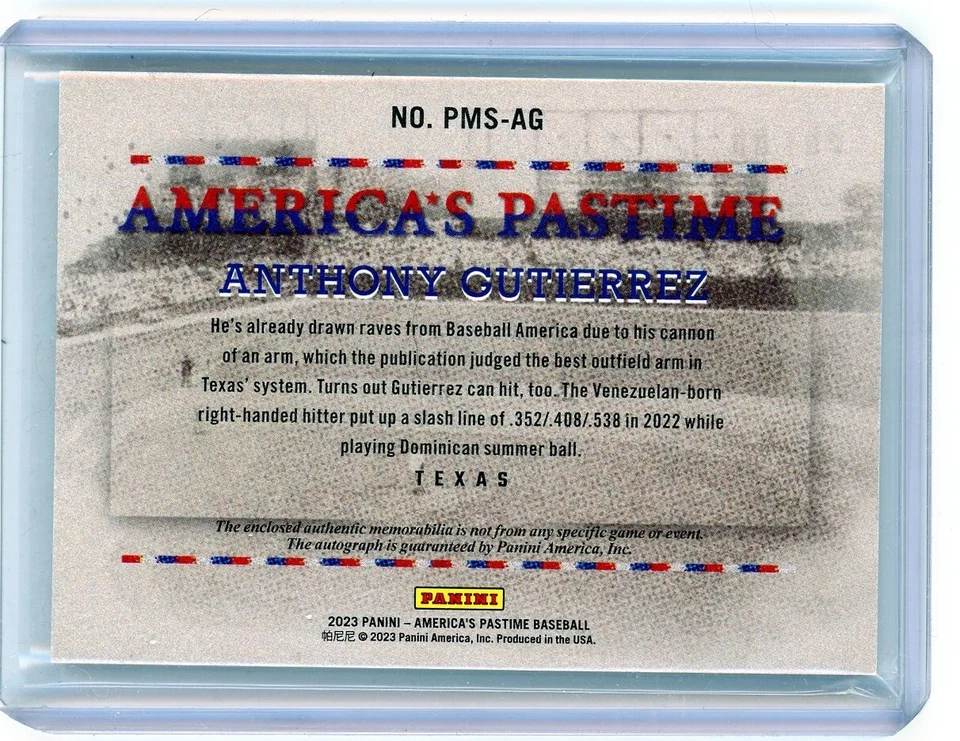 NO. PMS-AG
AMERICA'S PASTIME
ANTHONY GUTIERREZ
He's already drawn raves from Baseball America due to his cannon
of an arm, which the publication judged the best outfield arm in
Texas' system. Turns out Gutierrez can hit, too. The Venezuelan-born
right-handed hitter put up a slash line of .352/.408/.538 in 2022 while
playing Dominican summer ball.
TEXAS
The enclosed authentic memorabilia is not from any specific game or event.
The autograph is guaranteed by Panini America, Inc.
PANINI
2023 PANINI – AMERICA'S PASTIME BASEBALL
帕尼尼 © 2023 Panini America, Inc. Produced in the USA.